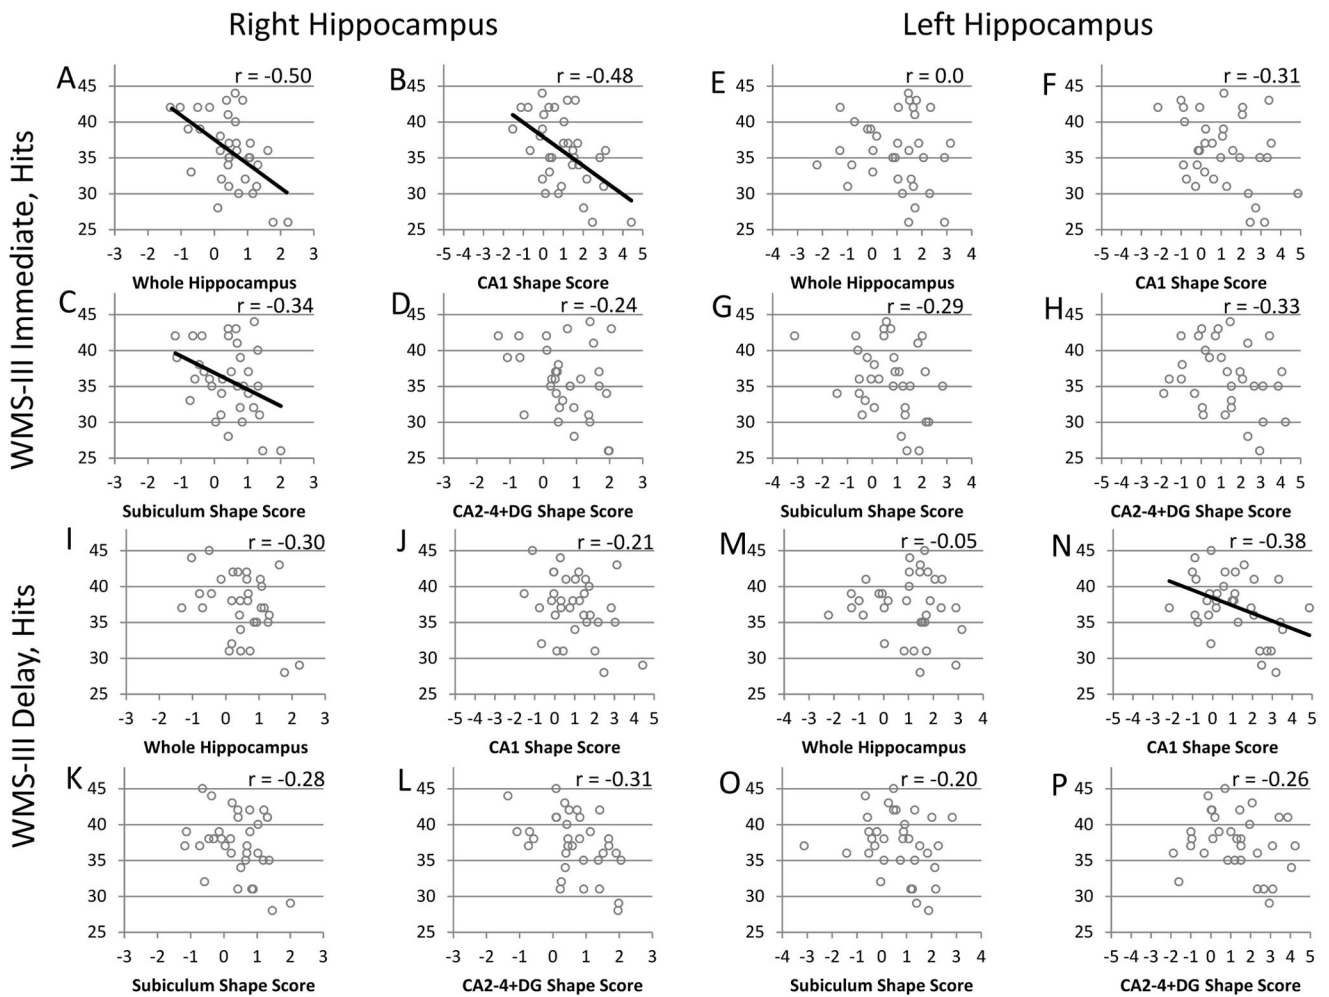 Right Hippocampus
Left Hippocampus
WMS-III Immediate, Hits
A
r = -0.50
45
40
35
30
25
-3 -2 -1 0 1 2 3
Whole Hippocampus
B
r = -0.48
45
40
35
30
25
-5 -4 -3 -2 -1 0 1 2 3 4 5
CA1 Shape Score
E
r = 0.0
45
40
35
30
25
-4 -3 -2 -1 0 1 2 3 4
Whole Hippocampus
F
r = -0.31
45
40
35
30
25
-5 -4 -3 -2 -1 0 1 2 3 4 5
CA1 Shape Score
C
r = -0.34
45
40
35
30
25
-3 -2 -1 0 1 2 3
Subiculum Shape Score
D
r = -0.24
45
40
35
30
25
-3 -2 -1 0 1 2 3
CA2-4+DG Shape Score
G
r = -0.29
45
40
35
30
25
-4 -3 -2 -1 0 1 2 3 4
Subiculum Shape Score
H
r = -0.33
45
40
35
30
25
-5 -4 -3 -2 -1 0 1 2 3 4 5
CA2-4+DG Shape Score
WMS-III Delay, Hits
I
r = -0.30
45
40
35
30
25
-3 -2 -1 0 1 2 3
Whole Hippocampus
J
r = -0.21
45
40
35
30
25
-5 -4 -3 -2 -1 0 1 2 3 4 5
CA1 Shape Score
M
r = -0.05
45
40
35
30
25
-4 -3 -2 -1 0 1 2 3 4
Whole Hippocampus
N
r = -0.38
45
40
35
30
25
-5 -4 -3 -2 -1 0 1 2 3 4 5
CA1 Shape Score
K
r = -0.28
45
40
35
30
25
-3 -2 -1 0 1 2 3
Subiculum Shape Score
L
r = -0.31
45
40
35
30
25
-3 -2 -1 0 1 2 3
CA2-4+DG Shape Score
O
r = -0.20
45
40
35
30
25
-4 -3 -2 -1 0 1 2 3 4
Subiculum Shape Score
P
r = -0.26
45
40
35
30
25
-5 -4 -3 -2 -1 0 1 2 3 4 5
CA2-4+DG Shape Score